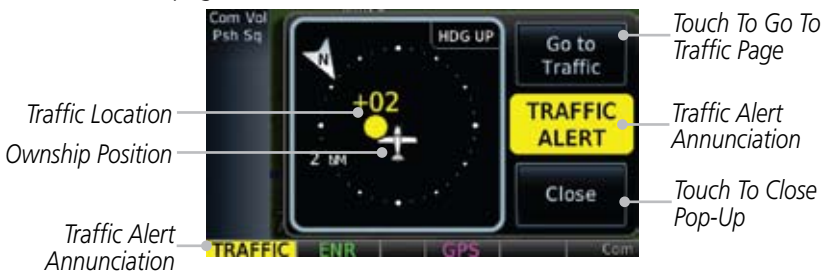 Com Vol
Psh Sq
HDG UP
N
+02
2 NM
Go to
Traffic
TRAFFIC
ALERT
Close
TRAFFIC ENR GPS Com
Traffic Location
Ownship Position
Traffic Alert
Annunciation
Touch To Go To
Traffic Page
Traffic Alert
Annunciation
Touch To Close
Pop-Up